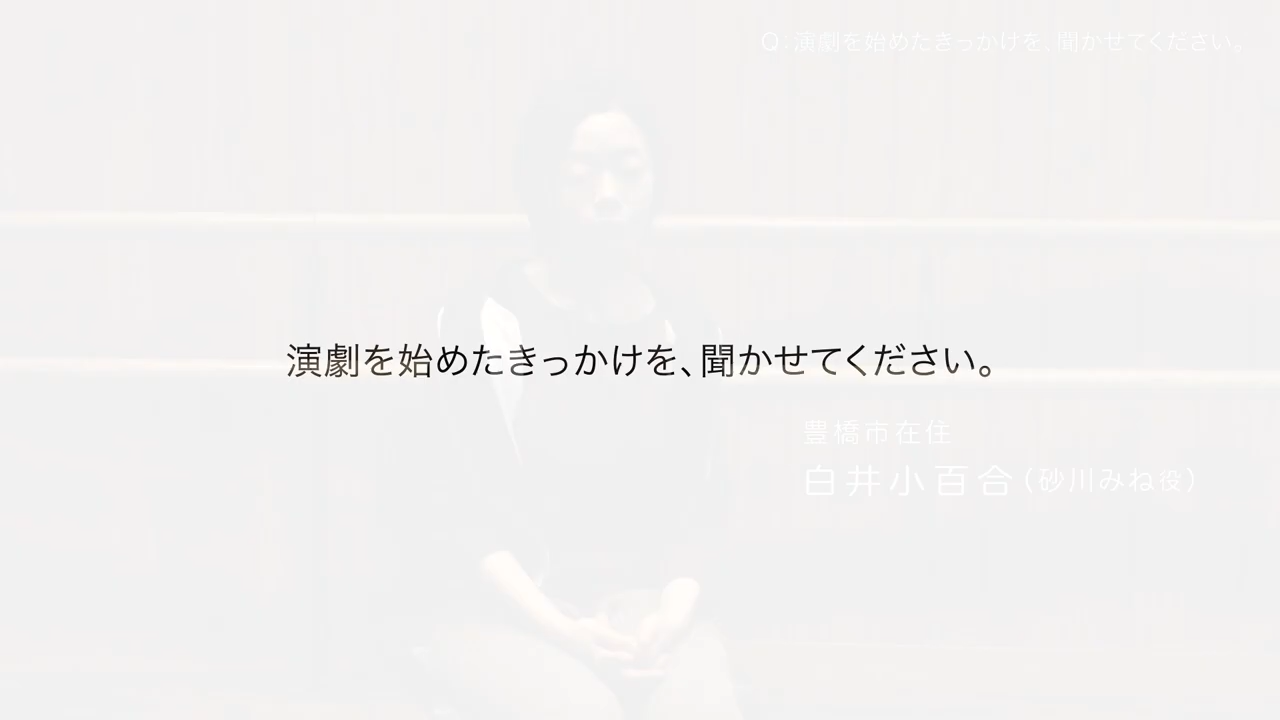 Q.演劇を始めたきっかけを、聞かせてください。
演劇を始めたきっかけを、聞かせてください。
豊橋市在住
白井小百合(砂川みね役)